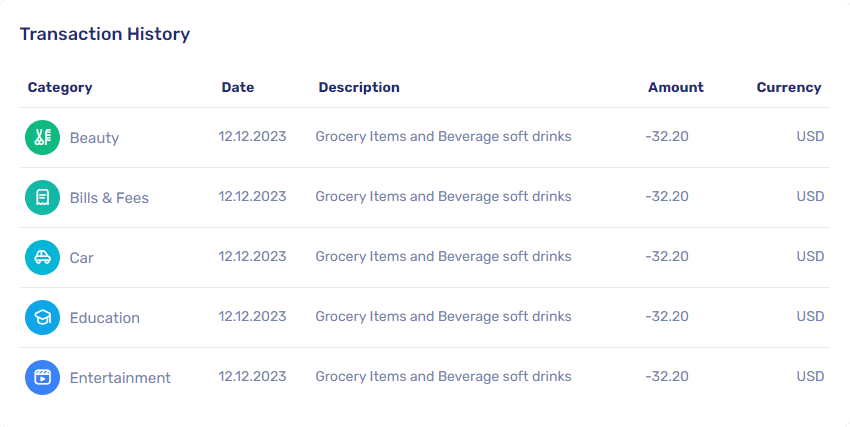 Transaction History
Category Date Description Amount Currency
Beauty 12.12.2023 Grocery Items and Beverage soft drinks -32.20 USD
Bills & Fees 12.12.2023 Grocery Items and Beverage soft drinks -32.20 USD
Car 12.12.2023 Grocery Items and Beverage soft drinks -32.20 USD
Education 12.12.2023 Grocery Items and Beverage soft drinks -32.20 USD
Entertainment 12.12.2023 Grocery Items and Beverage soft drinks -32.20 USD